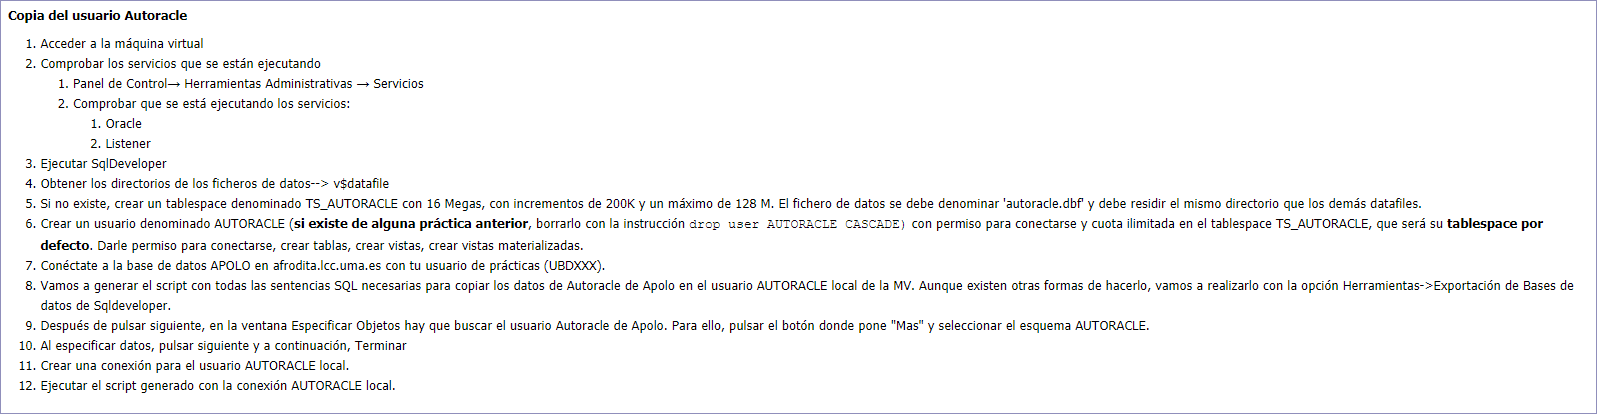 Copia del usuario Autoracle
1. Acceder a la máquina virtual
2. Comprobar los servicios que se están ejecutando
1. Panel de Control→ Herramientas Administrativas → Servicios
2. Comprobar que se está ejecutando los servicios:
1. Oracle
2. Listener
3. Ejecutar SqlDeveloper
4. Obtener los directorios de los ficheros de datos--> v$datafile
5. Si no existe, crear un tablespace denominado TS_AUTORACLE con 16 Megas, con incrementos de 200K y un máximo de 128 M. El fichero de datos se debe denominar 'autoracle.dbf' y debe residir el mismo directorio que los demás datafiles.
6. Crear un usuario denominado AUTORACLE (si existe de alguna práctica anterior, borrarlo con la instrucción drop user AUTORACLE CASCADE) con permiso para conectarse y cuota ilimitada en el tablespace TS_AUTORACLE, que será su tablespace por
defecto. Darle permiso para conectarse, crear tablas, crear vistas, crear vistas materializadas.
7. Conéctate a la base de datos APOLO en afrodita.lcc.uma.es con tu usuario de prácticas (UBDXXX).
8. Vamos a generar el script con todas las sentencias SQL necesarias para copiar los datos de Autoracle de Apolo en el usuario AUTORACLE local de la MV. Aunque existen otras formas de hacerlo, vamos a realizarlo con la opción Herramientas->Exportación de Bases de
datos de Sqldeveloper.
9. Después de pulsar siguiente, en la ventana Especificar Objetos hay que buscar el usuario Autoracle de Apolo. Para ello, pulsar el botón donde pone "Mas" y seleccionar el esquema AUTORACLE.
10. Al especificar datos, pulsar siguiente y a continuación, Terminar
11. Crear una conexión para el usuario AUTORACLE local.
12. Ejecutar el script generado con la conexión AUTORACLE local.